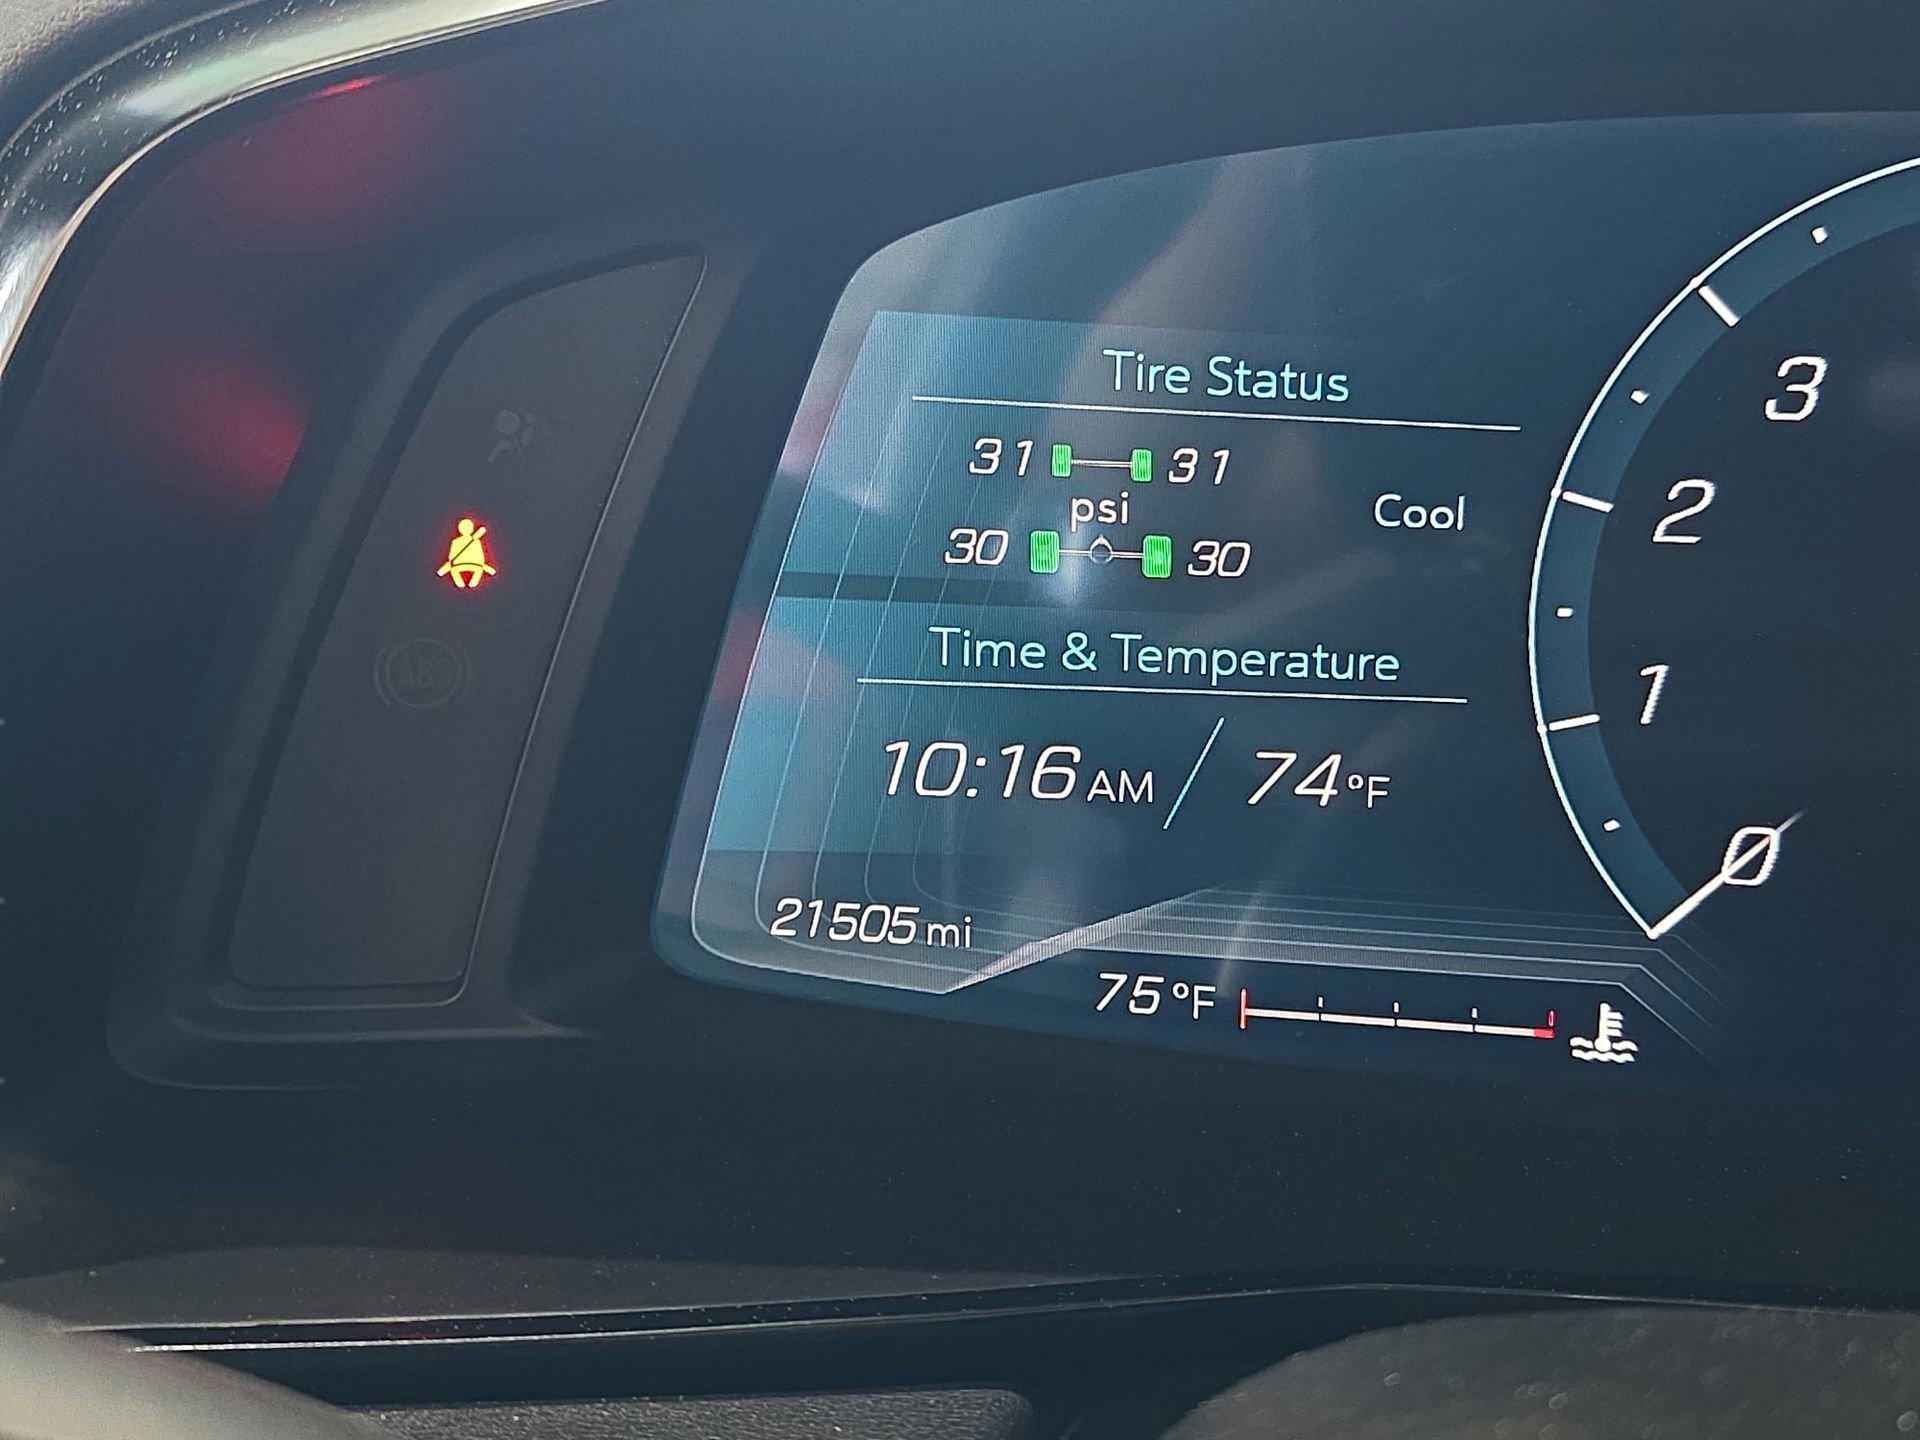 Tire Status
31 31
psi Cool
30 30
Time & Temperature
10:16 AM / 74°F
21505 mi
75°F
3
2
1
0
ABS